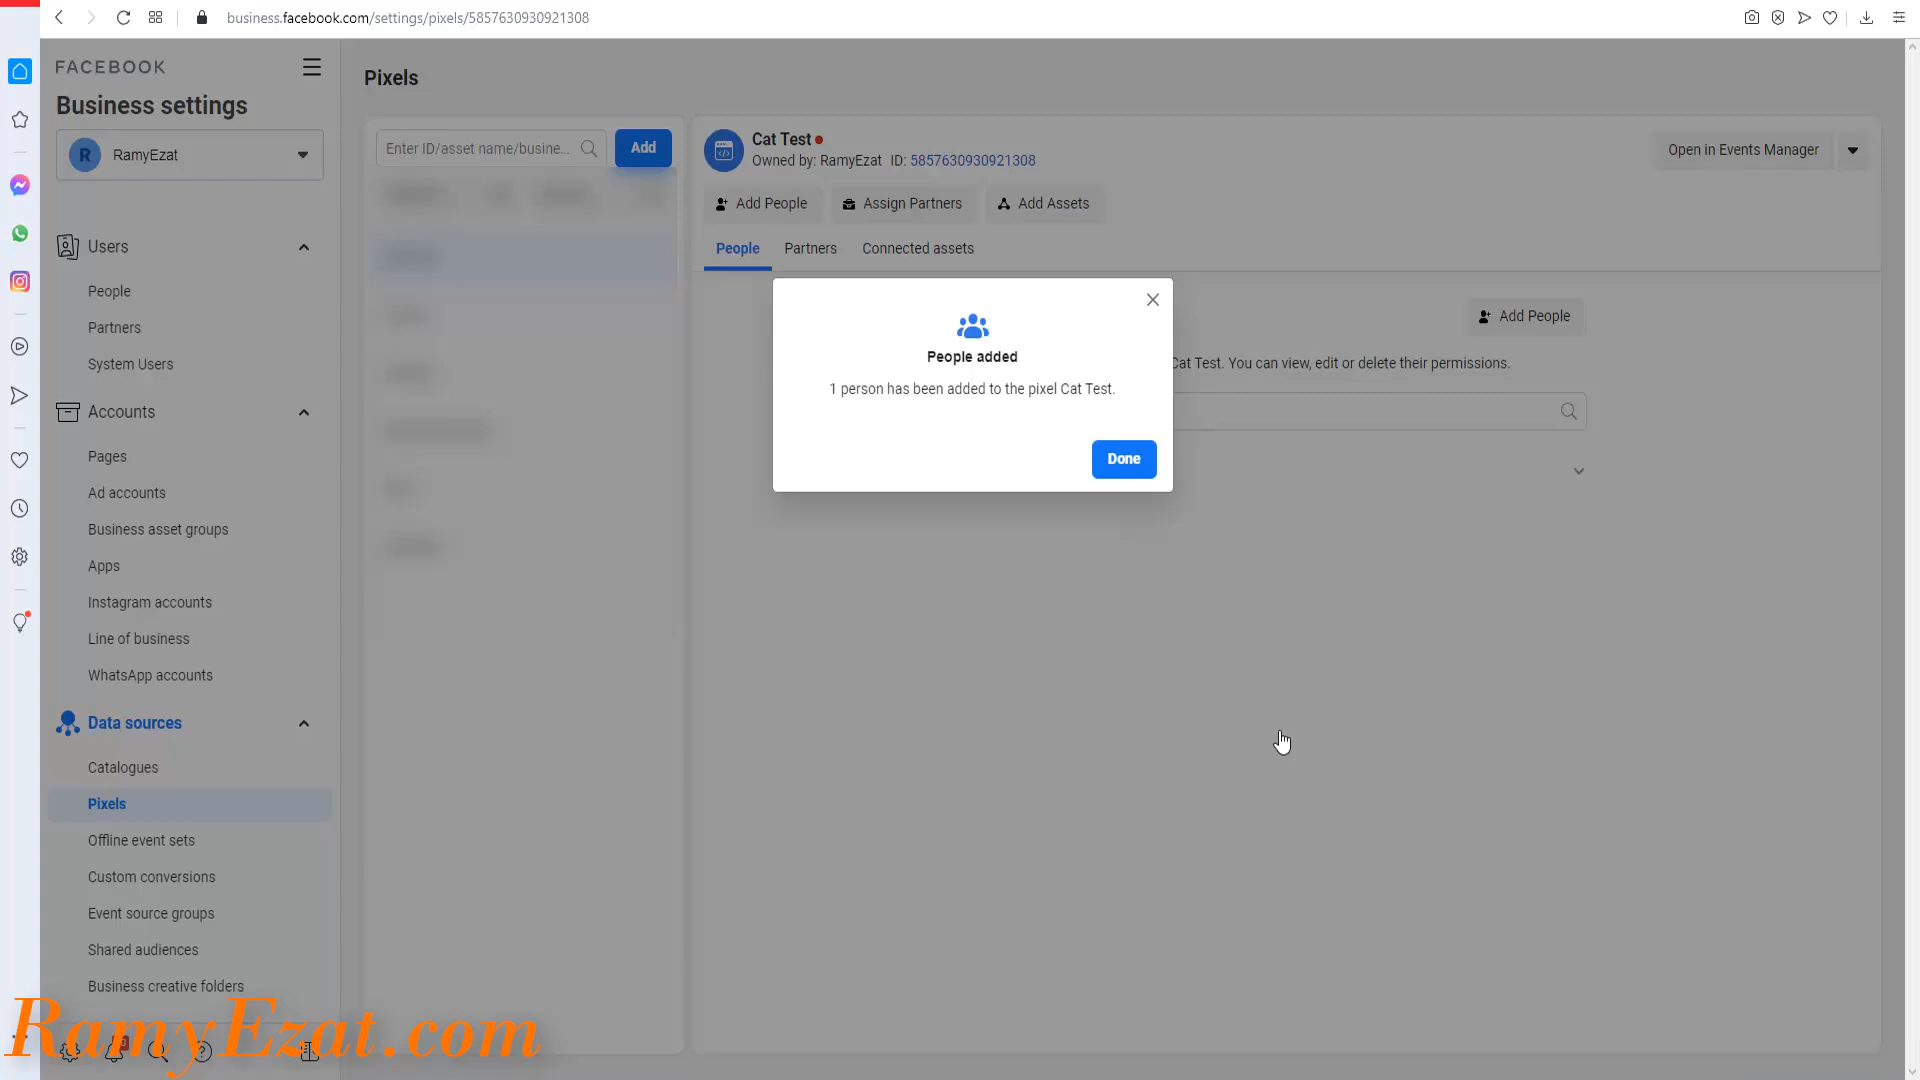 business.facebook.com/settings/pixels/5857630930921308
FACEBOOK
Business settings
R
RamyEzat
Users
People
Partners
System Users
Accounts
Pages
Ad accounts
Business asset groups
Apps
Instagram accounts
Line of business
WhatsApp accounts
Data sources
Catalogues
Pixels
Offline event sets
Custom conversions
Event source groups
Shared audiences
Business creative folders
Pixels
Enter ID/asset name/busine...
Add
Cat Test
Owned by: RamyEzat ID: 5857630930921308
Open in Events Manager
Add People
Assign Partners
Add Assets
People
Partners
Connected assets
Add People
Cat Test. You can view, edit or delete their permissions.
People added
1 person has been added to the pixel Cat Test.
Done
RamyEzat.com